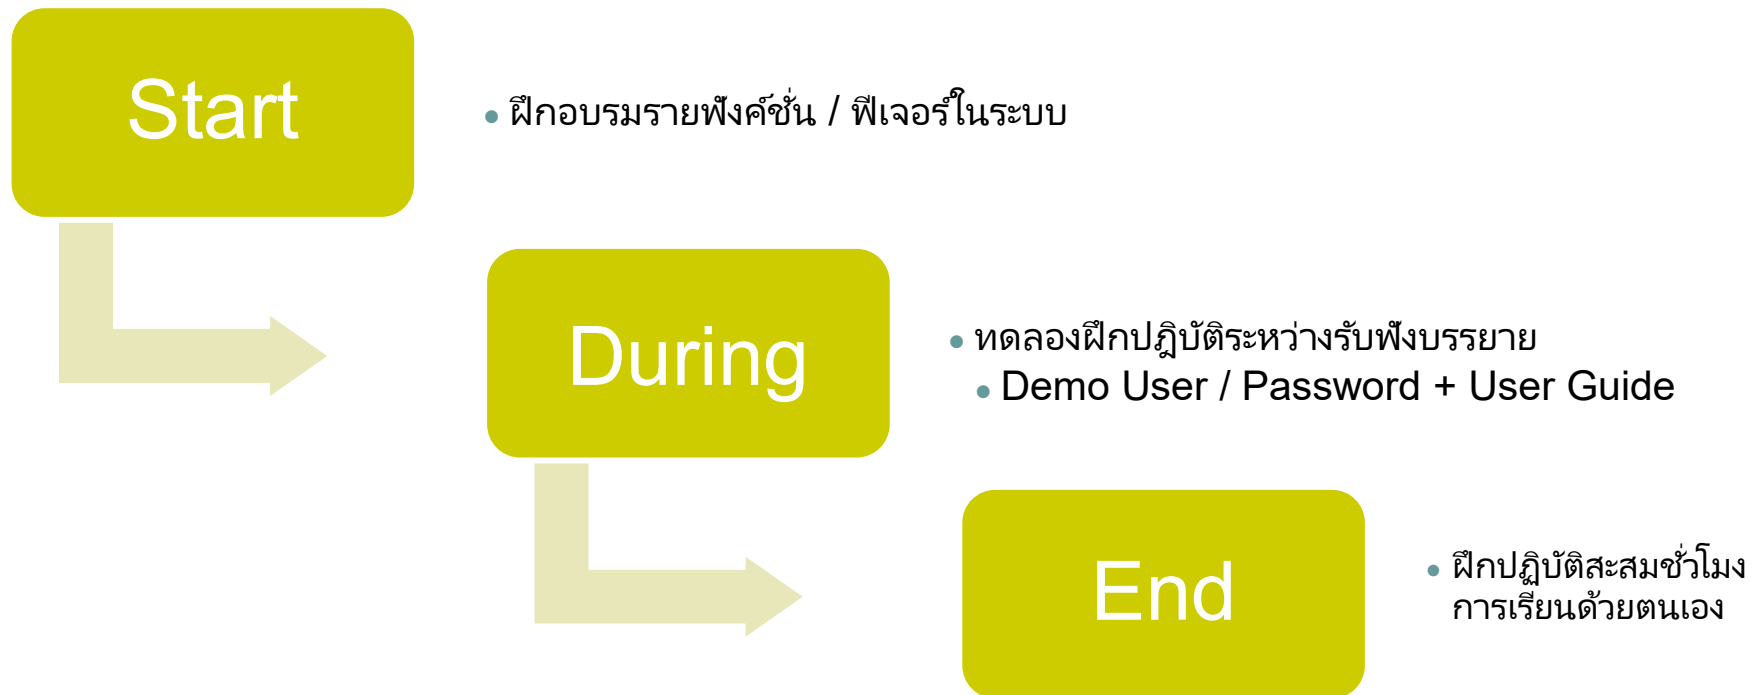 Start
• ฝึกอบรมรายฟังค์ชั่น / ฟีเจอร์ในระบบ
During
• ทดลองฝึกปฎิบัติระหว่างรับฟังบรรยาย
• Demo User / Password + User Guide
End
• ฝึกปฏิบัติสะสมชั่วโมง
การเรียนด้วยตนเอง